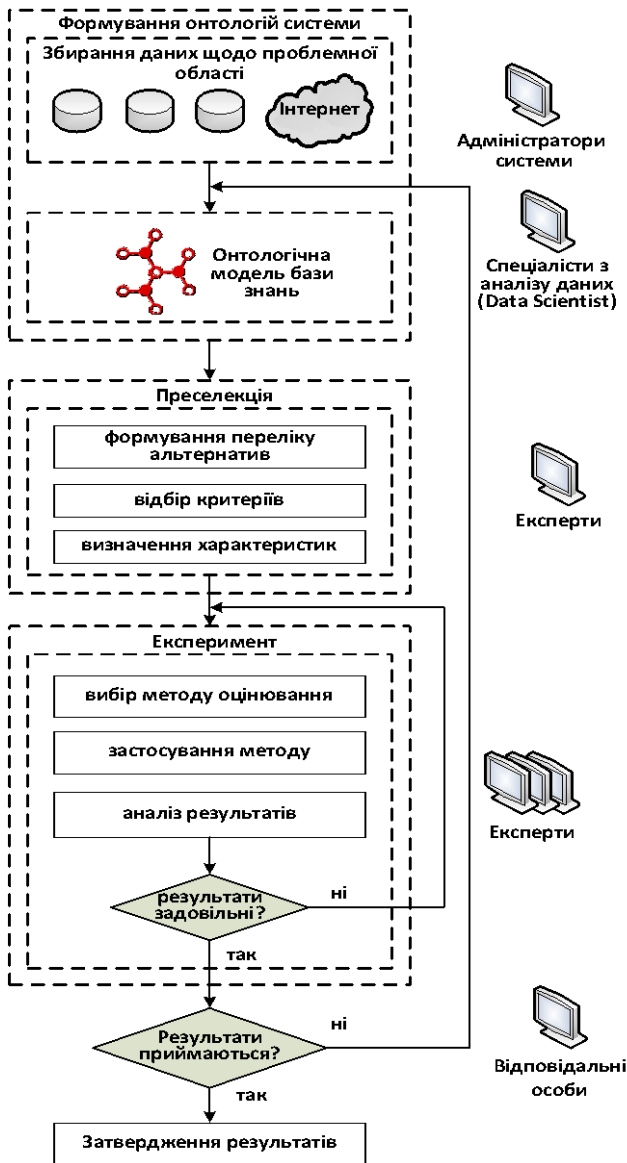 Формування онтологій системи
Збирання даних щодо проблемної
області
Інтернет
Адміністратори
системи
Онтологічна
модель бази
знань
Спеціалісти з
аналізу даних
(Data Scientist)
Преселекція
формування переліку
альтернатив
відбір критеріїв
визначення характеристик
Експерти
Експеримент
вибір методу оцінювання
застосування методу
аналіз результатів
Експерти
результати
задовільні?
ні
так
Результати
приймаються?
ні
так
Відповідальні
особи
Затвердження результатів